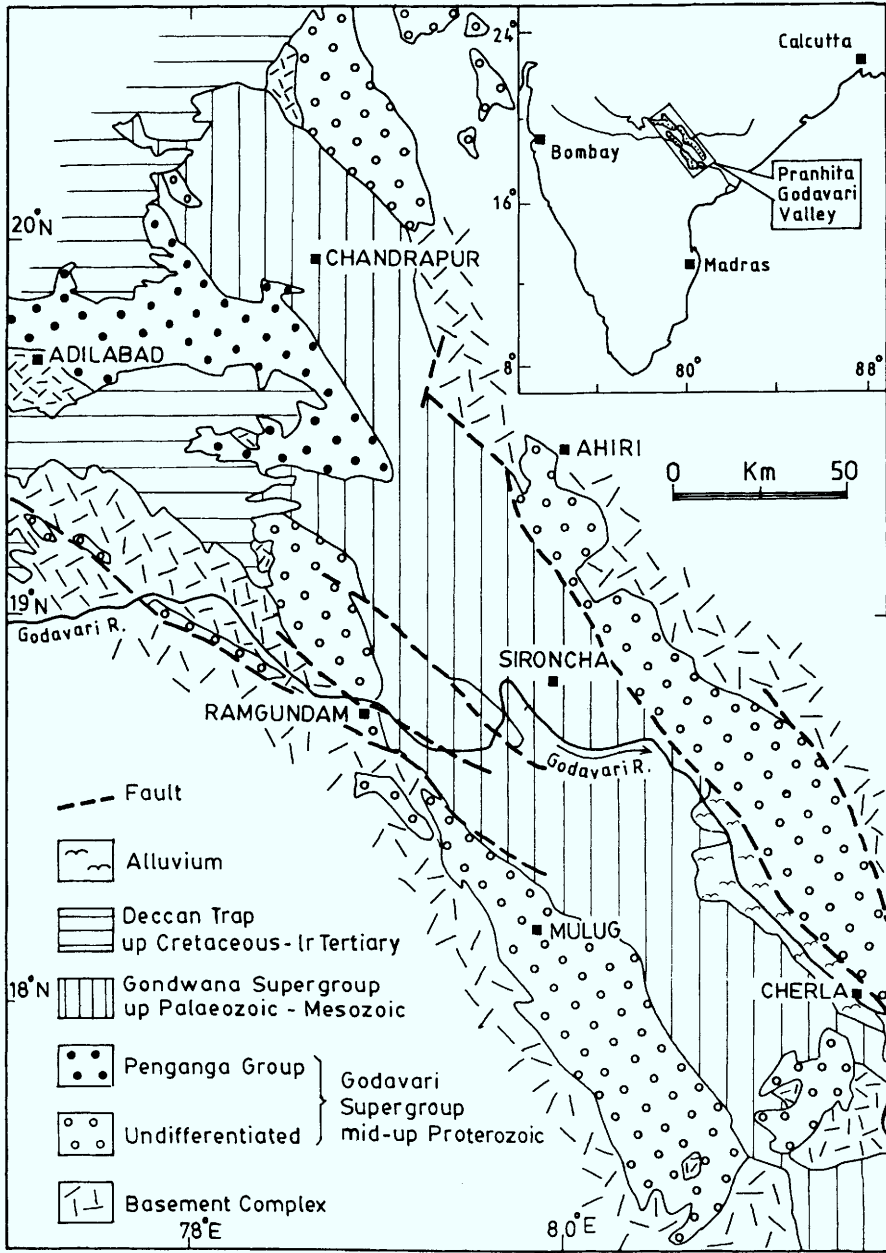 24°
Calcutta
Bombay
Pranhita
Godavari
Valley
16°
Madras
8°
80°
88°
20°N
CHANDRAPUR
ADILABAD
AHIRI
0 Km 50
19°N
Godavari R.
SIRONCHA
RAMGUNDAM
Godavari R.
MULUG
18°N
CHERLA
Fault
Alluvium
Deccan Trap
up Cretaceous - lr Tertiary
Gondwana Supergroup
up Palaeozoic - Mesozoic
Penganga Group
Undifferentiated
Godavari
Supergroup
mid-up Proterozoic
Basement Complex
78°E
80°E